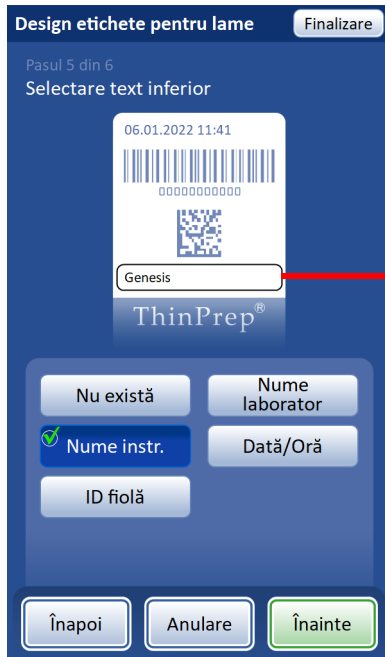 Design etichete pentru lame
Finalizare
Pasul 5 din 6
Selectare text inferior
06.01.2022 11:41
00000000000
Genesis
ThinPrep®
Nu există
Nume
laborator
Nume instr.
Dată/Oră
ID fiolă
Înapoi
Anulare
Înainte